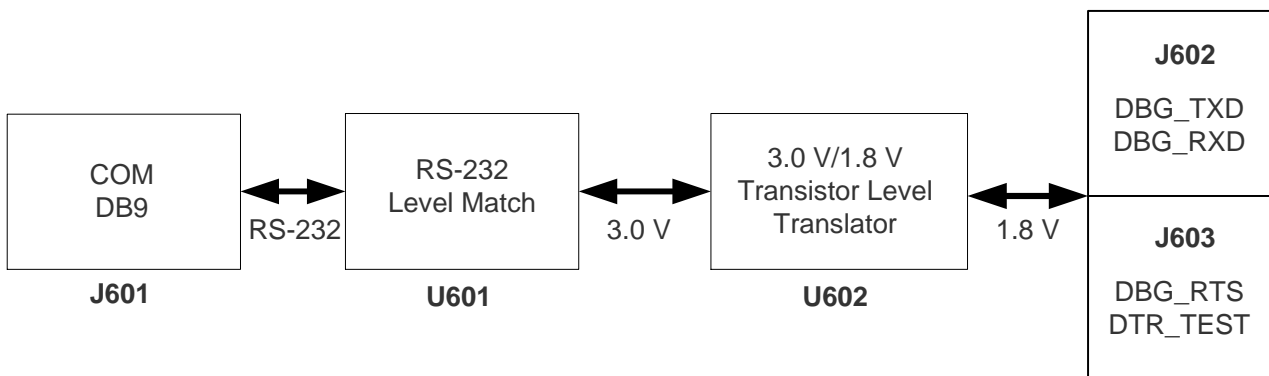 COM
DB9
J601
RS-232
RS-232
Level Match
U601
3.0 V
3.0 V/1.8 V
Transistor Level
Translator
U602
1.8 V
J602
DBG_TXD
DBG_RXD
J603
DBG_RTS
DTR_TEST